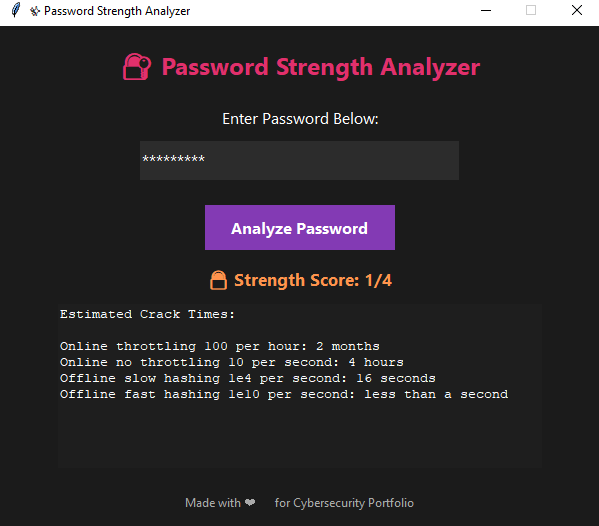 Password Strength Analyzer
🔐 Password Strength Analyzer
Enter Password Below:
*********
Analyze Password
🔒 Strength Score: 1/4
Estimated Crack Times:
Online throttling 100 per hour: 2 months
Online no throttling 10 per second: 4 hours
Offline slow hashing 1e4 per second: 16 seconds
Offline fast hashing 1e10 per second: less than a second
Made with ❤ for Cybersecurity Portfolio